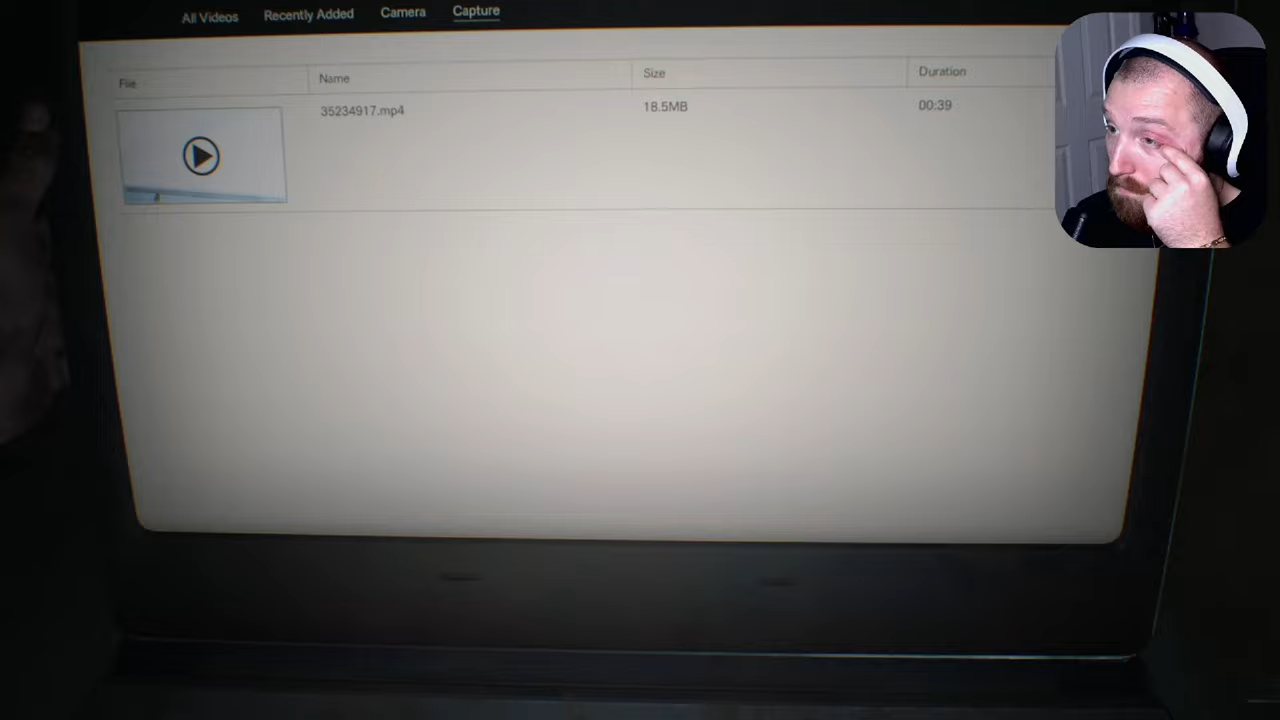 All Videos Recently Added Camera Capture
File Name Size Duration
35234917.mp4 18.5MB 00:39